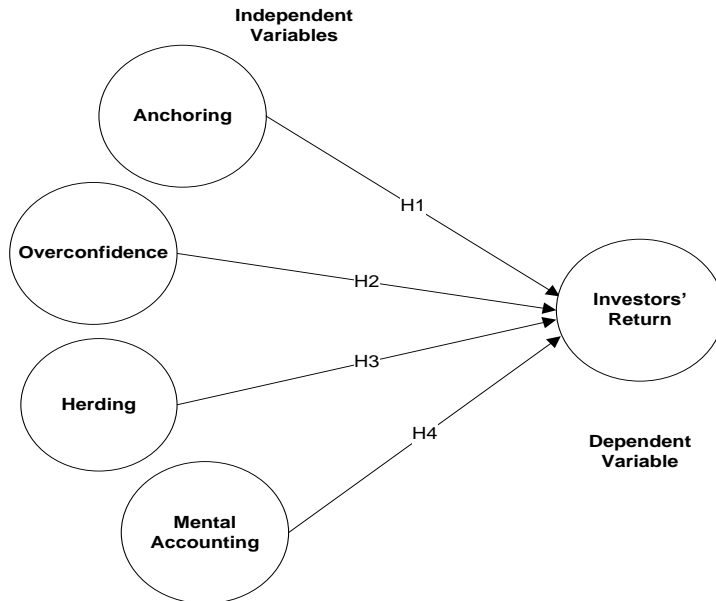 Independent
Variables
Anchoring
H1
Overconfidence
H2
Investors'
Return
H3
Herding
H4
Dependent
Variable
Mental
Accounting